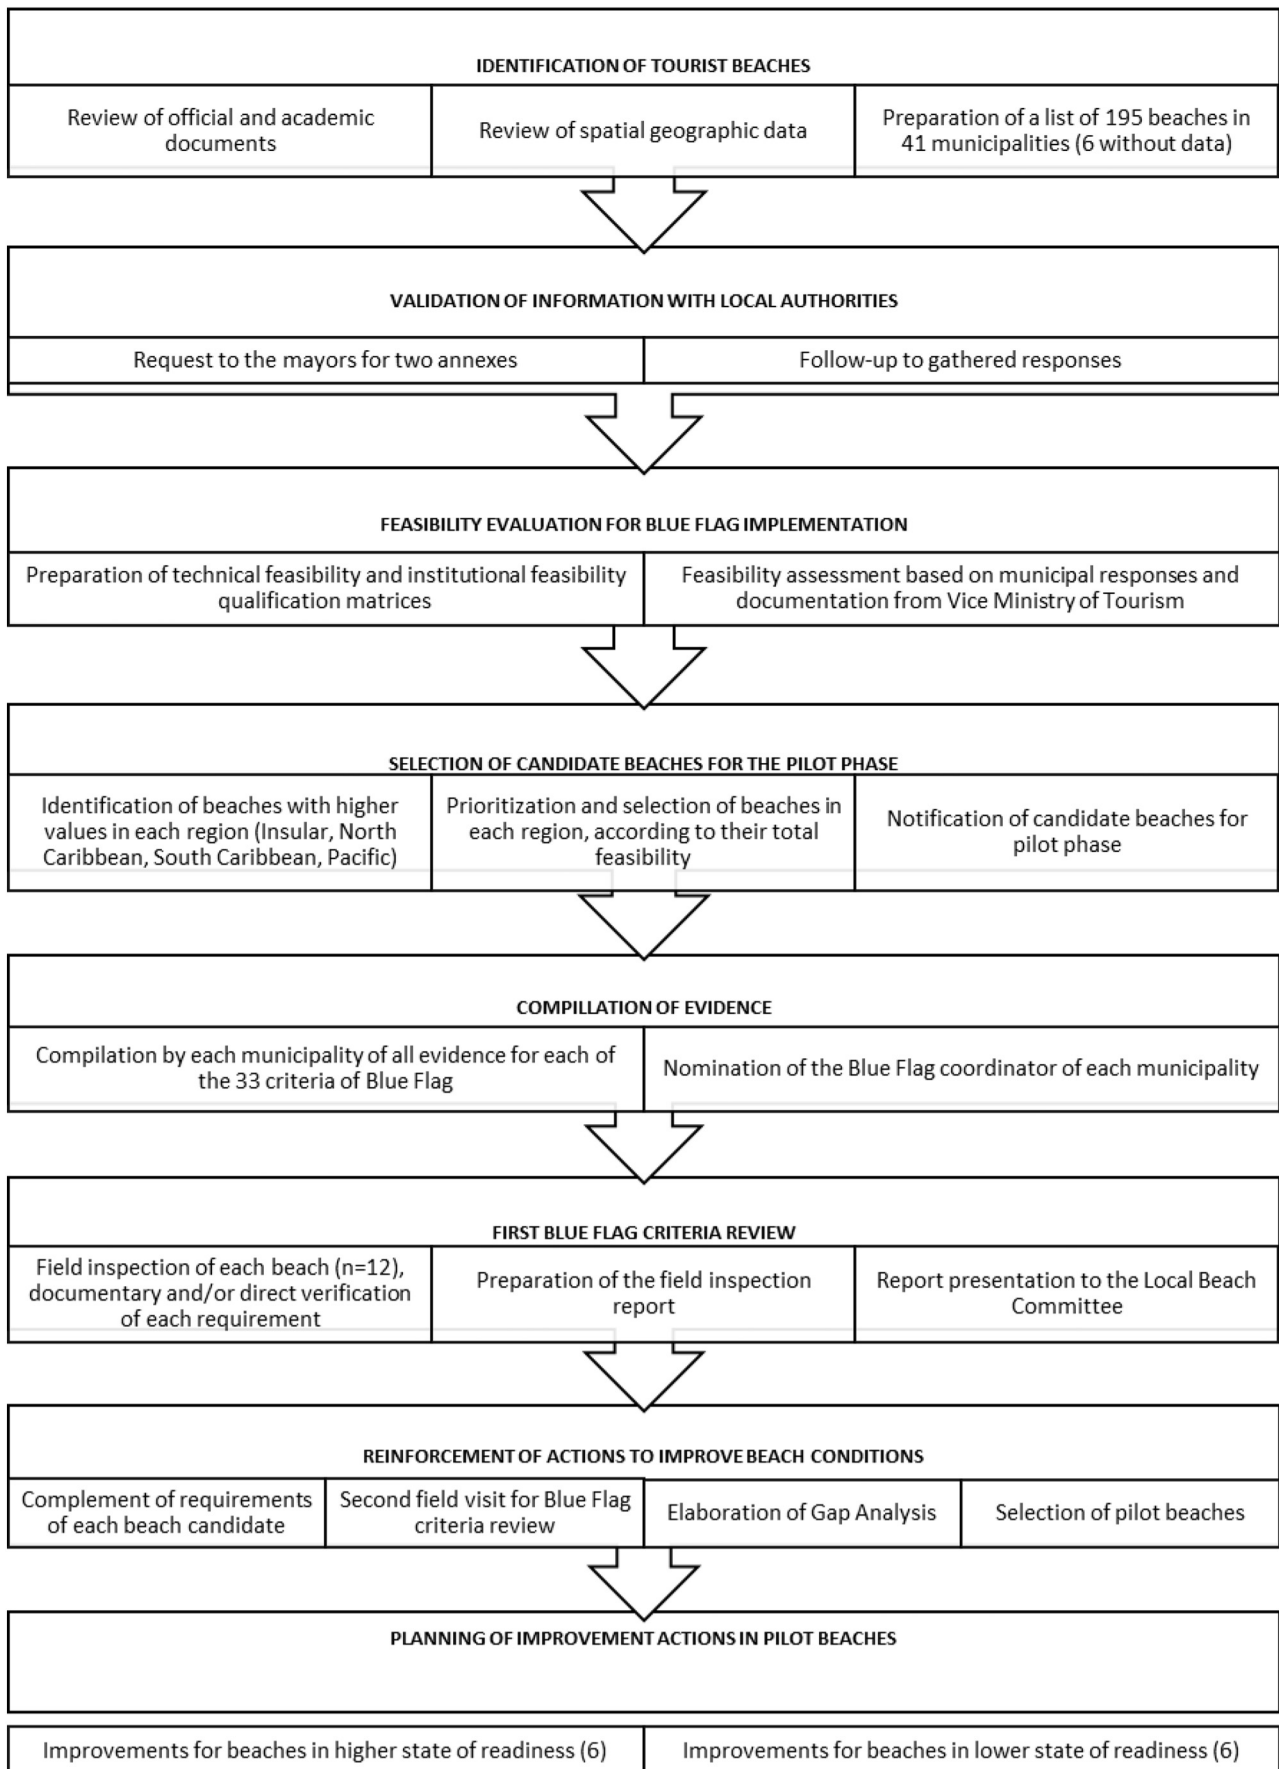 IDENTIFICATION OF TOURIST BEACHES
Review of official and academic
documents
Review of spatial geographic data
Preparation of a list of 195 beaches in
41 municipalities (6 without data)
VALIDATION OF INFORMATION WITH LOCAL AUTHORITIES
Request to the mayors for two annexes
Follow-up to gathered responses
FEASIBILITY EVALUATION FOR BLUE FLAG IMPLEMENTATION
Preparation of technical feasibility and institutional feasibility
qualification matrices
Feasibility assessment based on municipal responses and
documentation from Vice Ministry of Tourism
SELECTION OF CANDIDATE BEACHES FOR THE PILOT PHASE
Identification of beaches with higher
values in each region (Insular, North
Caribbean, South Caribbean, Pacific)
Prioritization and selection of beaches in
each region, according to their total
feasibility
Notification of candidate beaches for
pilot phase
COMPILLATION OF EVIDENCE
Compilation by each municipality of all evidence for each of
the 33 criteria of Blue Flag
Nomination of the Blue Flag coordinator of each municipality
FIRST BLUE FLAG CRITERIA REVIEW
Field inspection of each beach (n=12),
documentary and/or direct verification
of each requirement
Preparation of the field inspection
report
Report presentation to the Local Beach
Committee
REINFORCEMENT OF ACTIONS TO IMPROVE BEACH CONDITIONS
Complement of requirements
of each beach candidate
Second field visit for Blue Flag
criteria review
Elaboration of Gap Analysis
Selection of pilot beaches
PLANNING OF IMPROVEMENT ACTIONS IN PILOT BEACHES
Improvements for beaches in higher state of readiness (6)
Improvements for beaches in lower state of readiness (6)